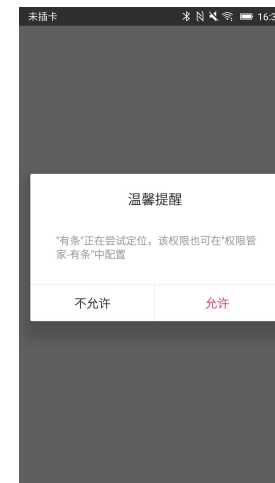 未插卡 16:3
温馨提醒
"有条"正在尝试定位，该权限也可在"权限管
家-有条"中配置
不允许 允许